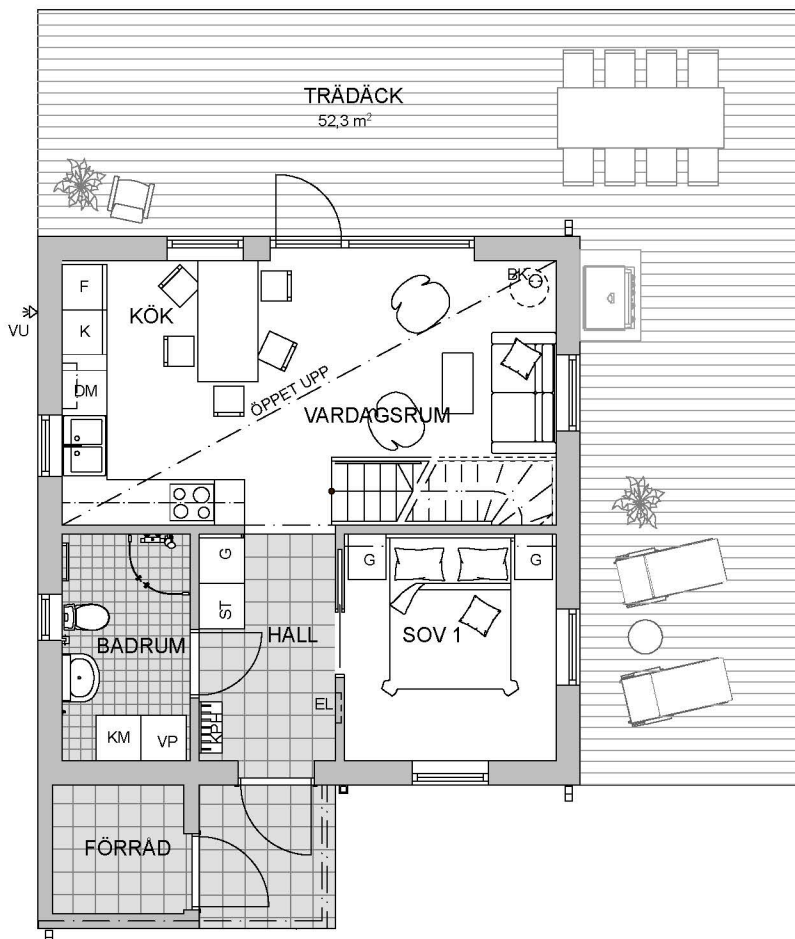 TRÄDÄCK
52,3 m²
BK
F
KÖK
K
VU
DM
ÖPPET UPP
VARDAGSRUM
G
G
G
ST
BADRUM
HALL
SOV 1
EL
KPH
KM
VP
FÖRRÅD